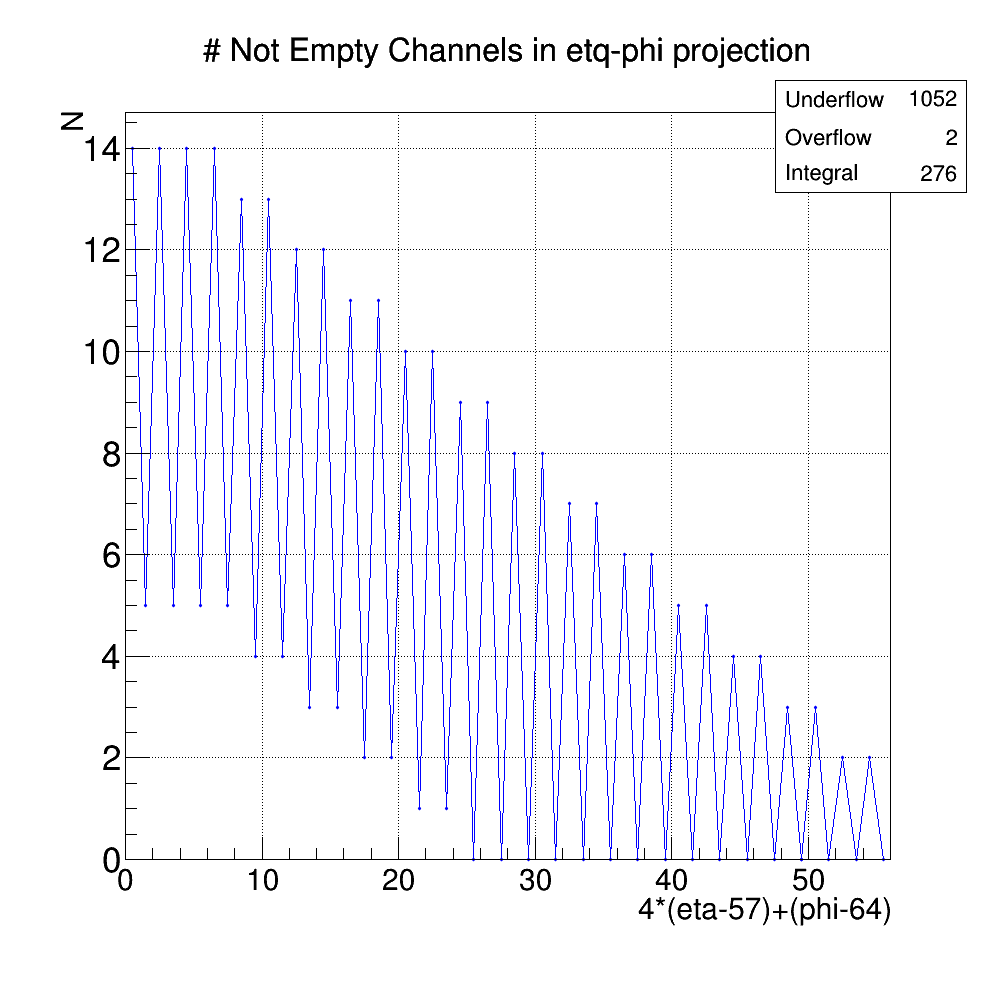 # Not Empty Channels in etq-phi projection
Underflow 1052
Overflow 2
Integral 276
N
14
12
10
8
6
4
2
0
0 10 20 30 40 50
4*(eta-57)+(phi-64)